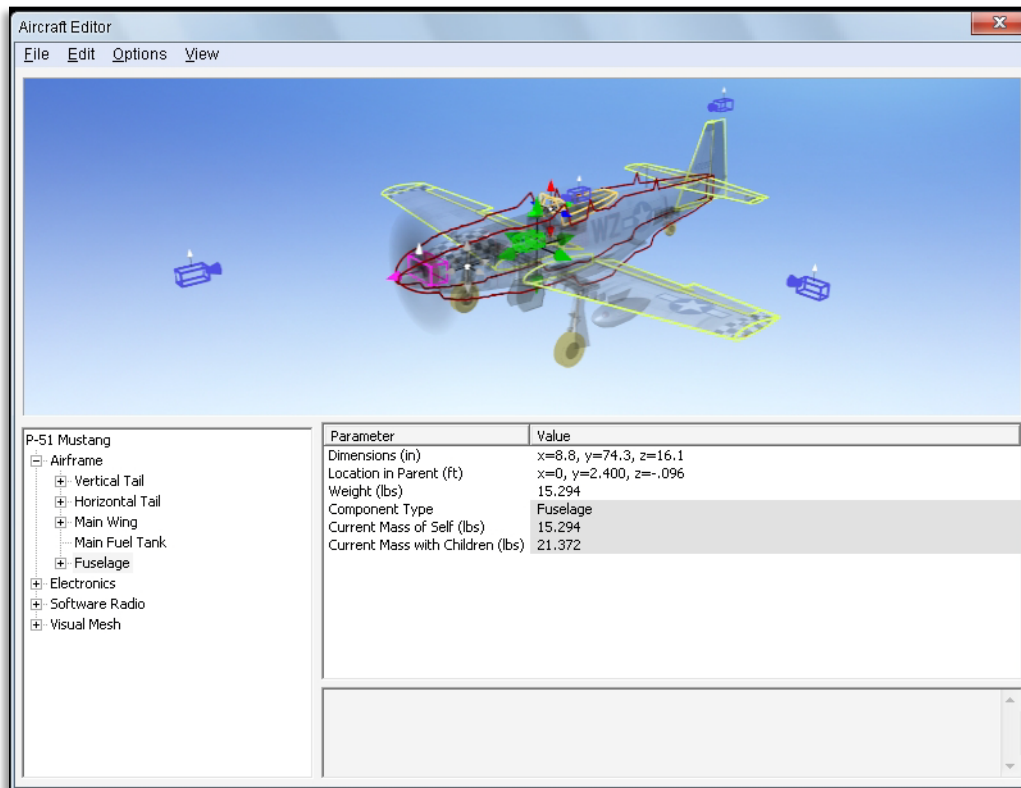 Aircraft Editor
File Edit Options View
WZ
P-51 Mustang
Airframe
Vertical Tail
Horizontal Tail
Main Wing
Main Fuel Tank
Fuselage
Electronics
Software Radio
Visual Mesh
Parameter Value
Dimensions (in) x=8.8, y=74.3, z=16.1
Location in Parent (ft) x=0, y=2.400, z=-.096
Weight (lbs) 15.294
Component Type Fuselage
Current Mass of Self (lbs) 15.294
Current Mass with Children (lbs) 21.372